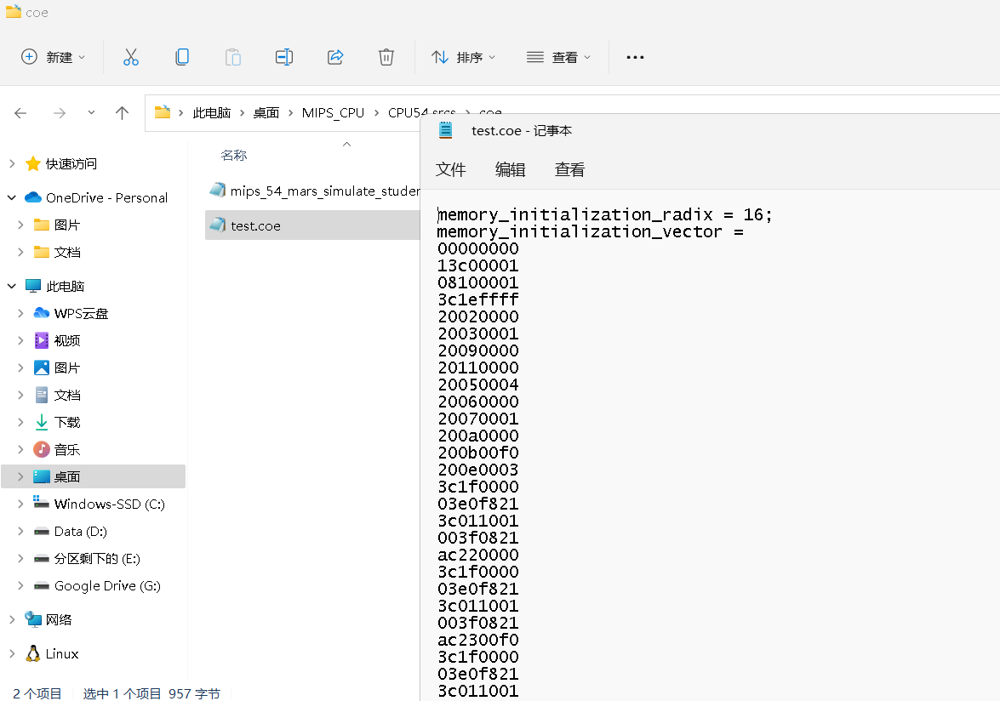 coe
新建
排序
查看
此电脑 > 桌面 > MIPS_CPU > CPU54.srcs > coe
快速访问
OneDrive - Personal
图片
文档
此电脑
WPS云盘
视频
图片
文档
下载
音乐
桌面
Windows-SSD (C:)
Data (D:)
分区剩下的 (E:)
Google Drive (G:)
网络
Linux
名称
mips_54_mars_simulate_studen
test.coe
2 个项目
选中 1 个项目 957 字节
test.coe - 记事本
文件 编辑 查看
memory_initialization_radix = 16;
memory_initialization_vector =
00000000
13c00001
08100001
3c1effff
20020000
20030001
20090000
20110000
20050004
20060000
20070001
200a0000
200b00f0
200e0003
3c1f0000
03e0f821
3c011001
003f0821
ac220000
3c1f0000
03e0f821
3c011001
003f0821
ac2300f0
3c1f0000
03e0f821
3c011001